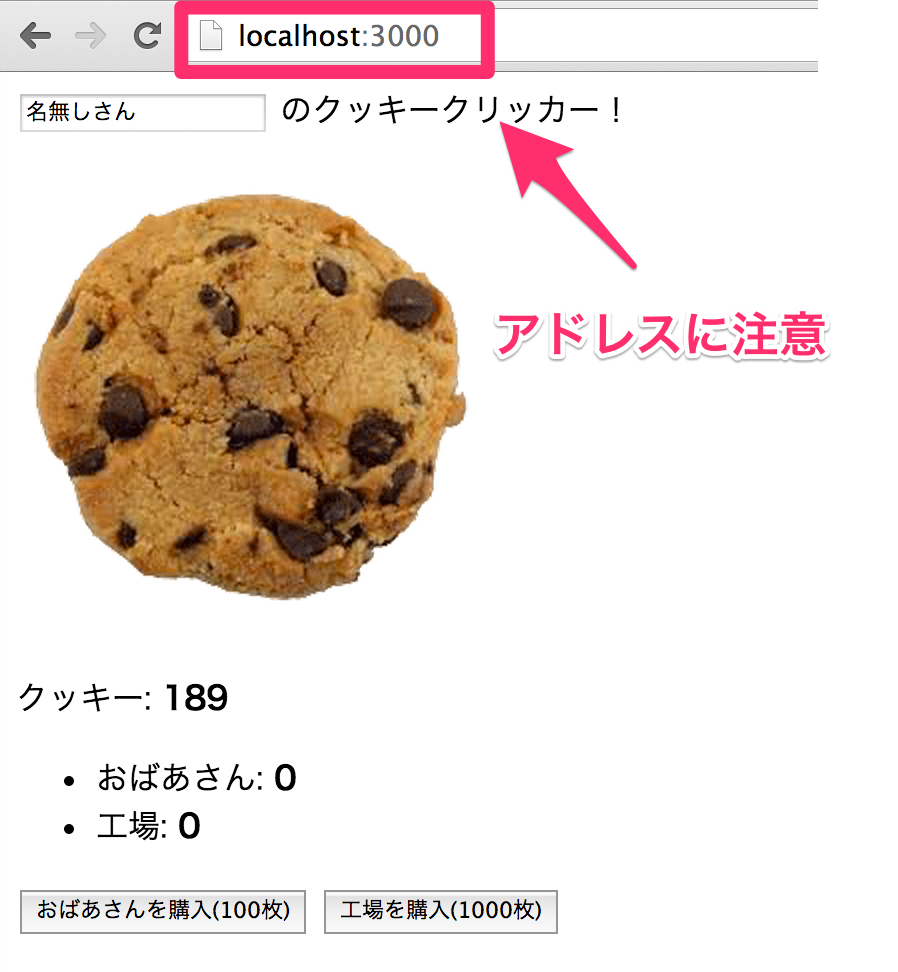 localhost:3000
名無しさん のクッキークリッカー！
アドレスに注意
クッキー: 189
• おばあさん: 0
• 工場: 0
おばあさんを購入(100枚) 工場を購入(1000枚)